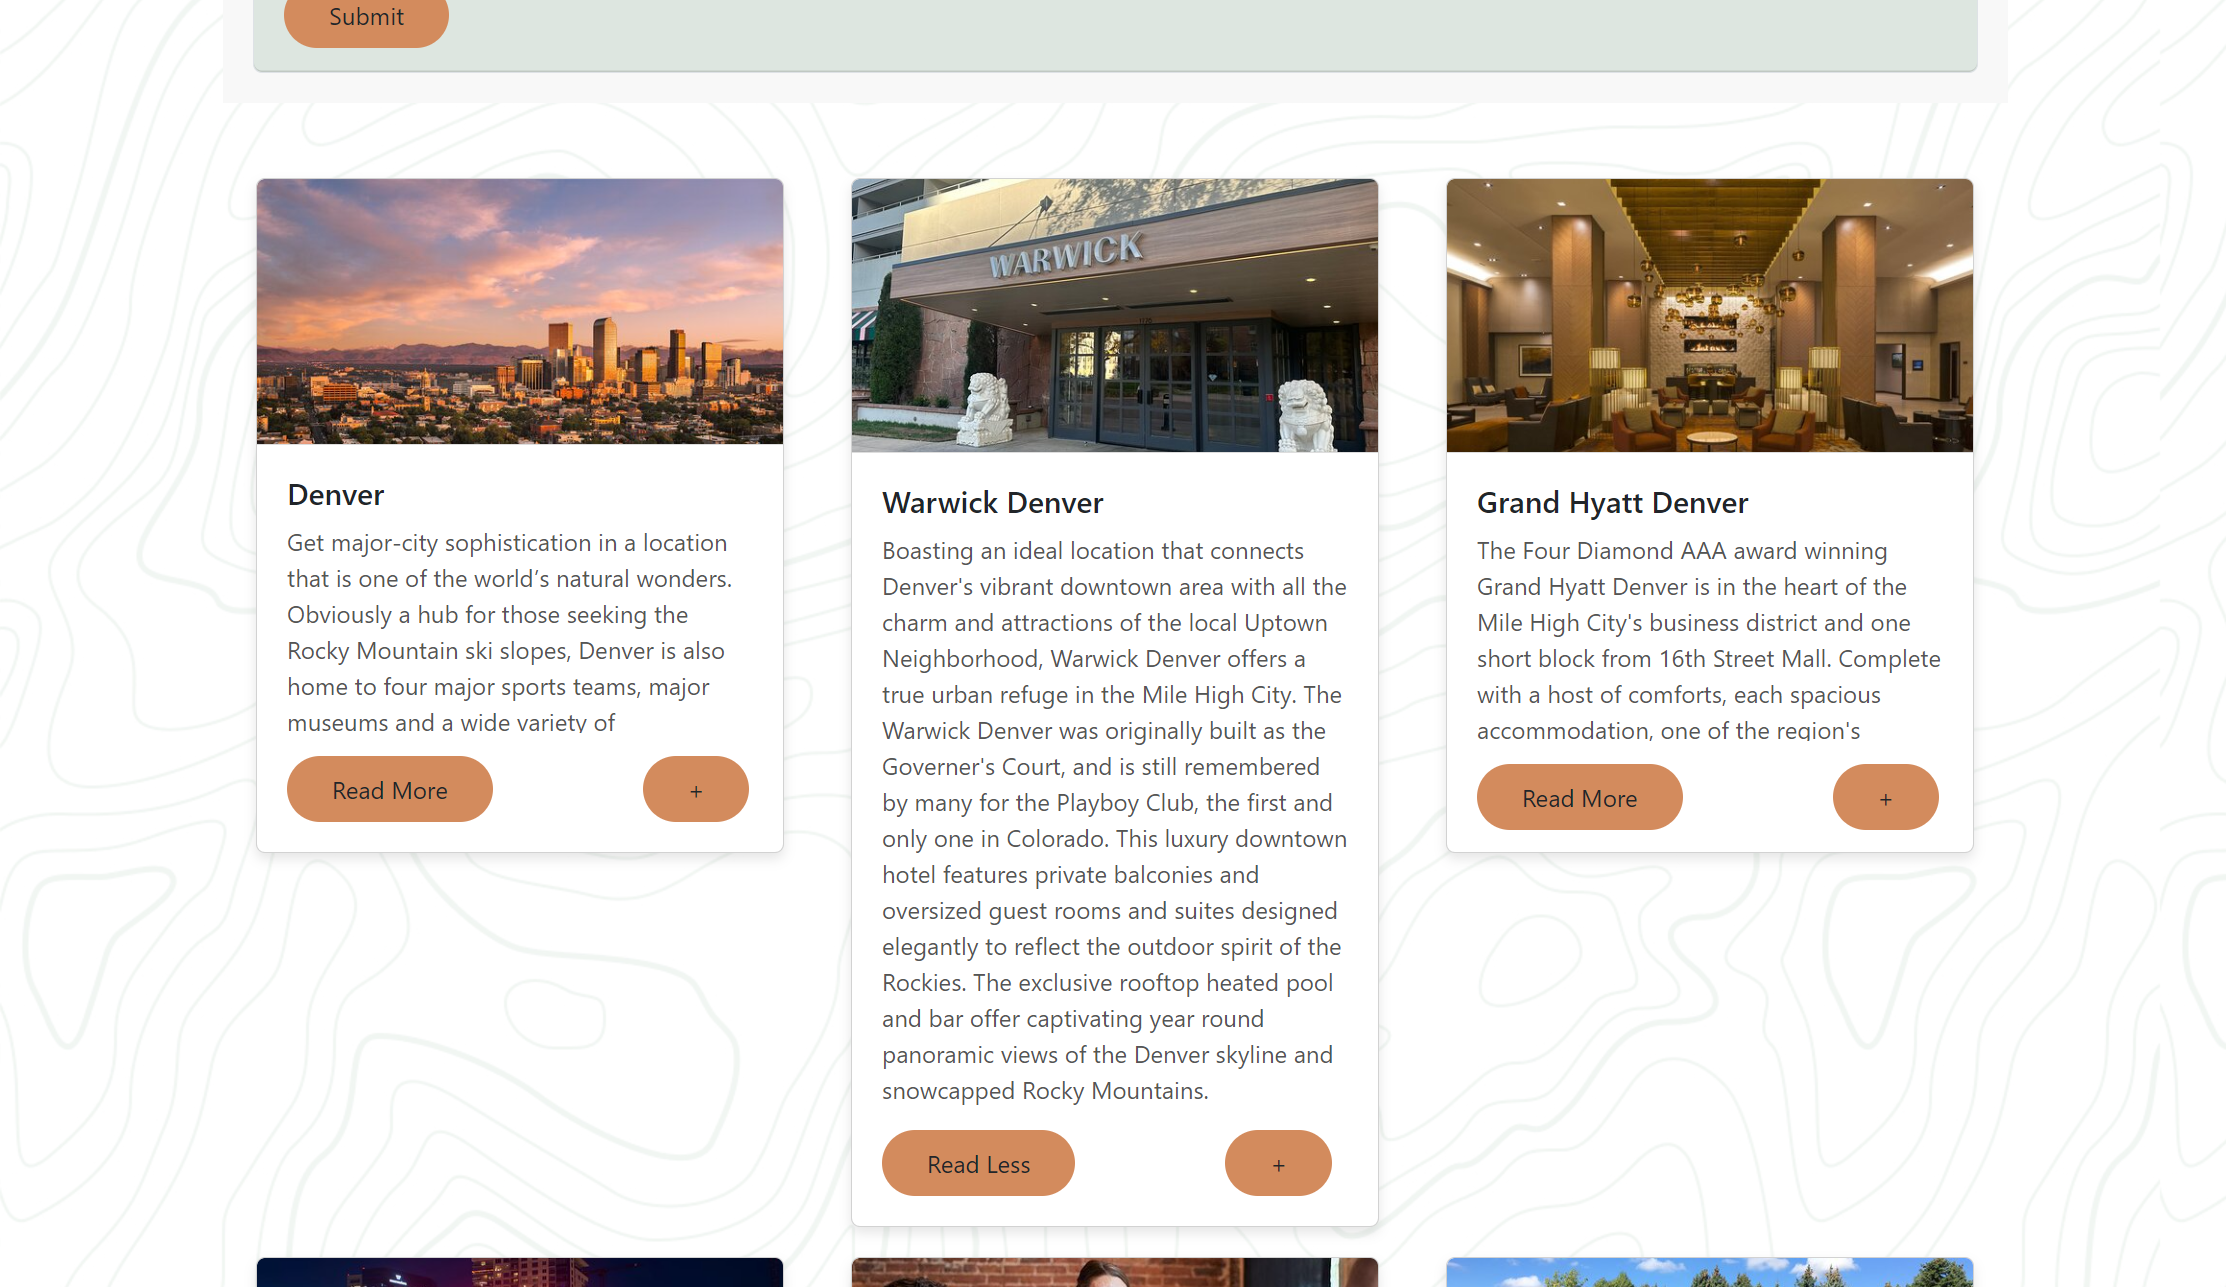 Submit
WARWICK
1776
Denver
Get major-city sophistication in a location
that is one of the world’s natural wonders.
Obviously a hub for those seeking the
Rocky Mountain ski slopes, Denver is also
home to four major sports teams, major
museums and a wide variety of
Read More
+
Warwick Denver
Boasting an ideal location that connects
Denver's vibrant downtown area with all the
charm and attractions of the local Uptown
Neighborhood, Warwick Denver offers a
true urban refuge in the Mile High City. The
Warwick Denver was originally built as the
Governer's Court, and is still remembered
by many for the Playboy Club, the first and
only one in Colorado. This luxury downtown
hotel features private balconies and
oversized guest rooms and suites designed
elegantly to reflect the outdoor spirit of the
Rockies. The exclusive rooftop heated pool
and bar offer captivating year round
panoramic views of the Denver skyline and
snowcapped Rocky Mountains.
Read Less
+
Grand Hyatt Denver
The Four Diamond AAA award winning
Grand Hyatt Denver is in the heart of the
Mile High City's business district and one
short block from 16th Street Mall. Complete
with a host of comforts, each spacious
accommodation, one of the region's
Read More
+